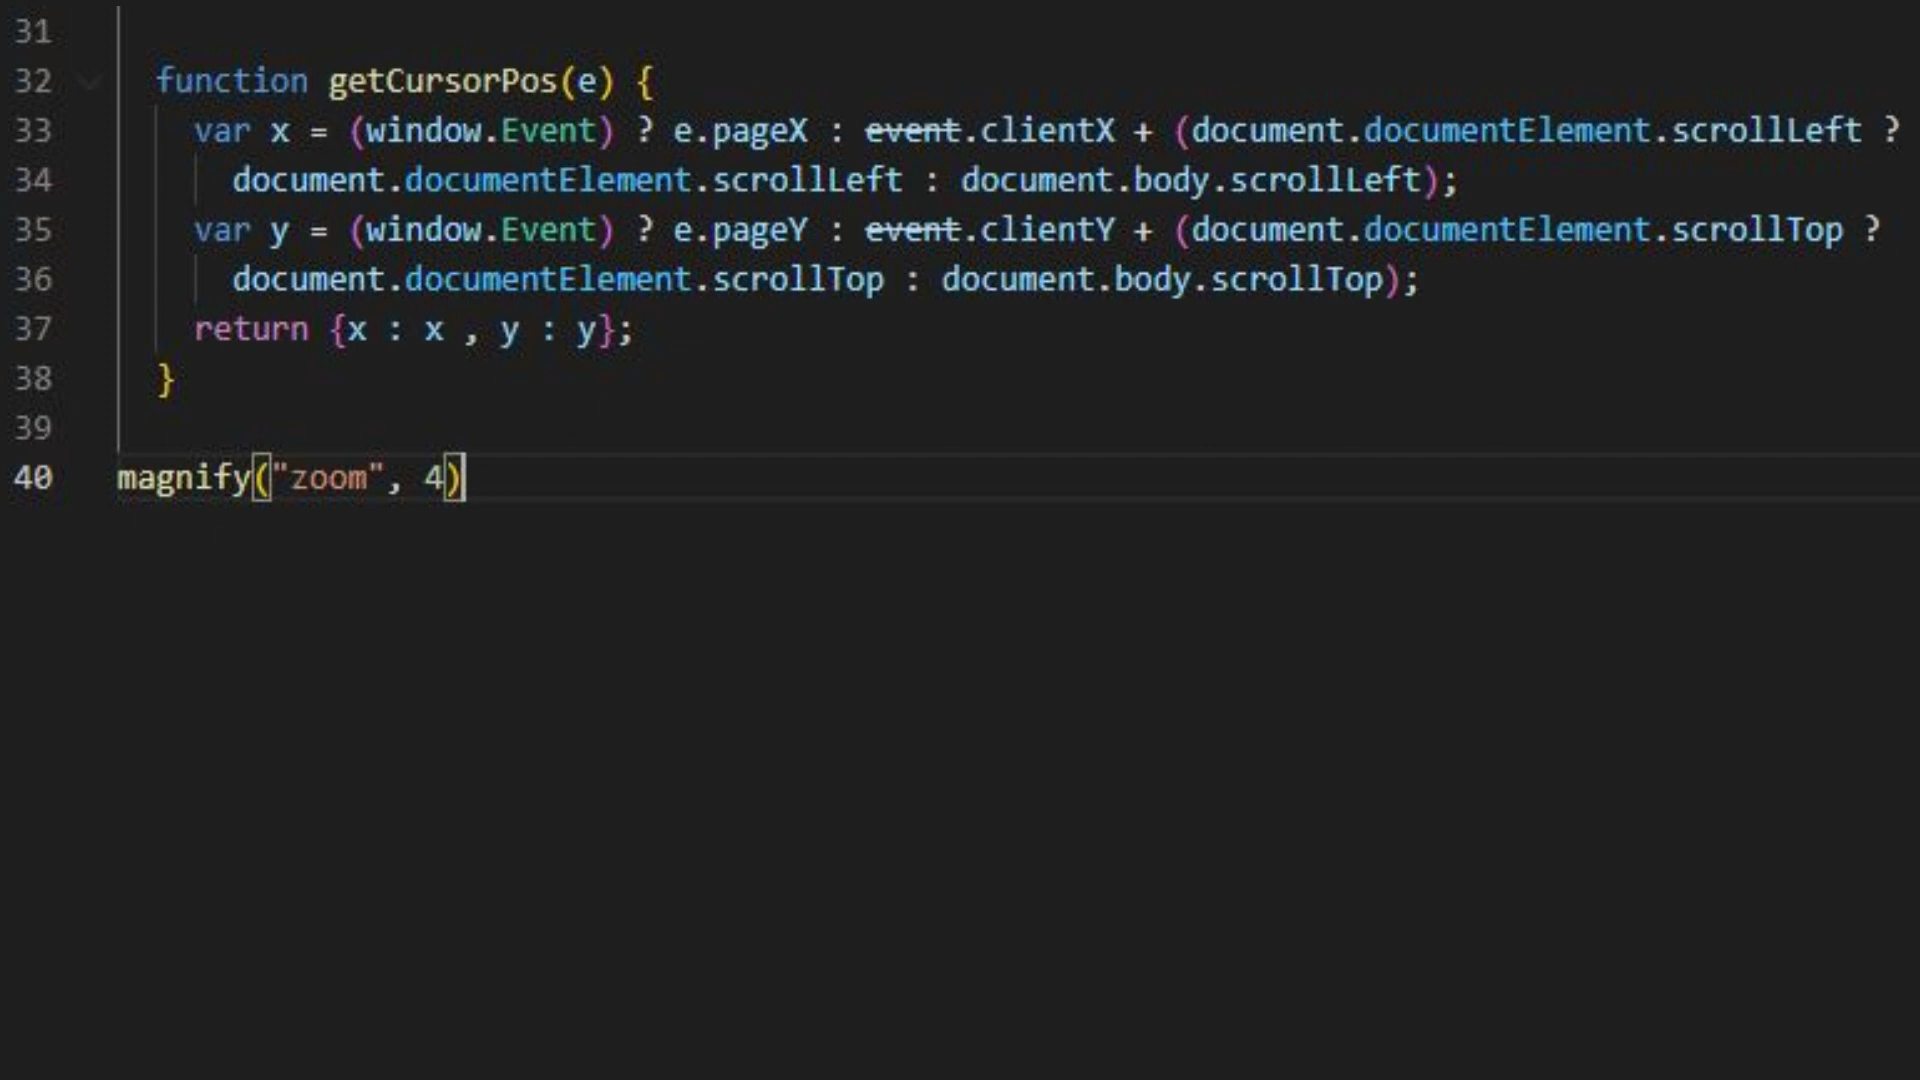 31
32 function getCursorPos(e) {
33 var x = (window.Event) ? e.pageX : event.clientX + (document.documentElement.scrollLeft ?
34 document.documentElement.scrollLeft : document.body.scrollLeft);
35 var y = (window.Event) ? e.pageY : event.clientY + (document.documentElement.scrollTop ?
36 document.documentElement.scrollTop : document.body.scrollTop);
37 return {x : x , y : y};
38 }
39
40 magnify("zoom", 4)